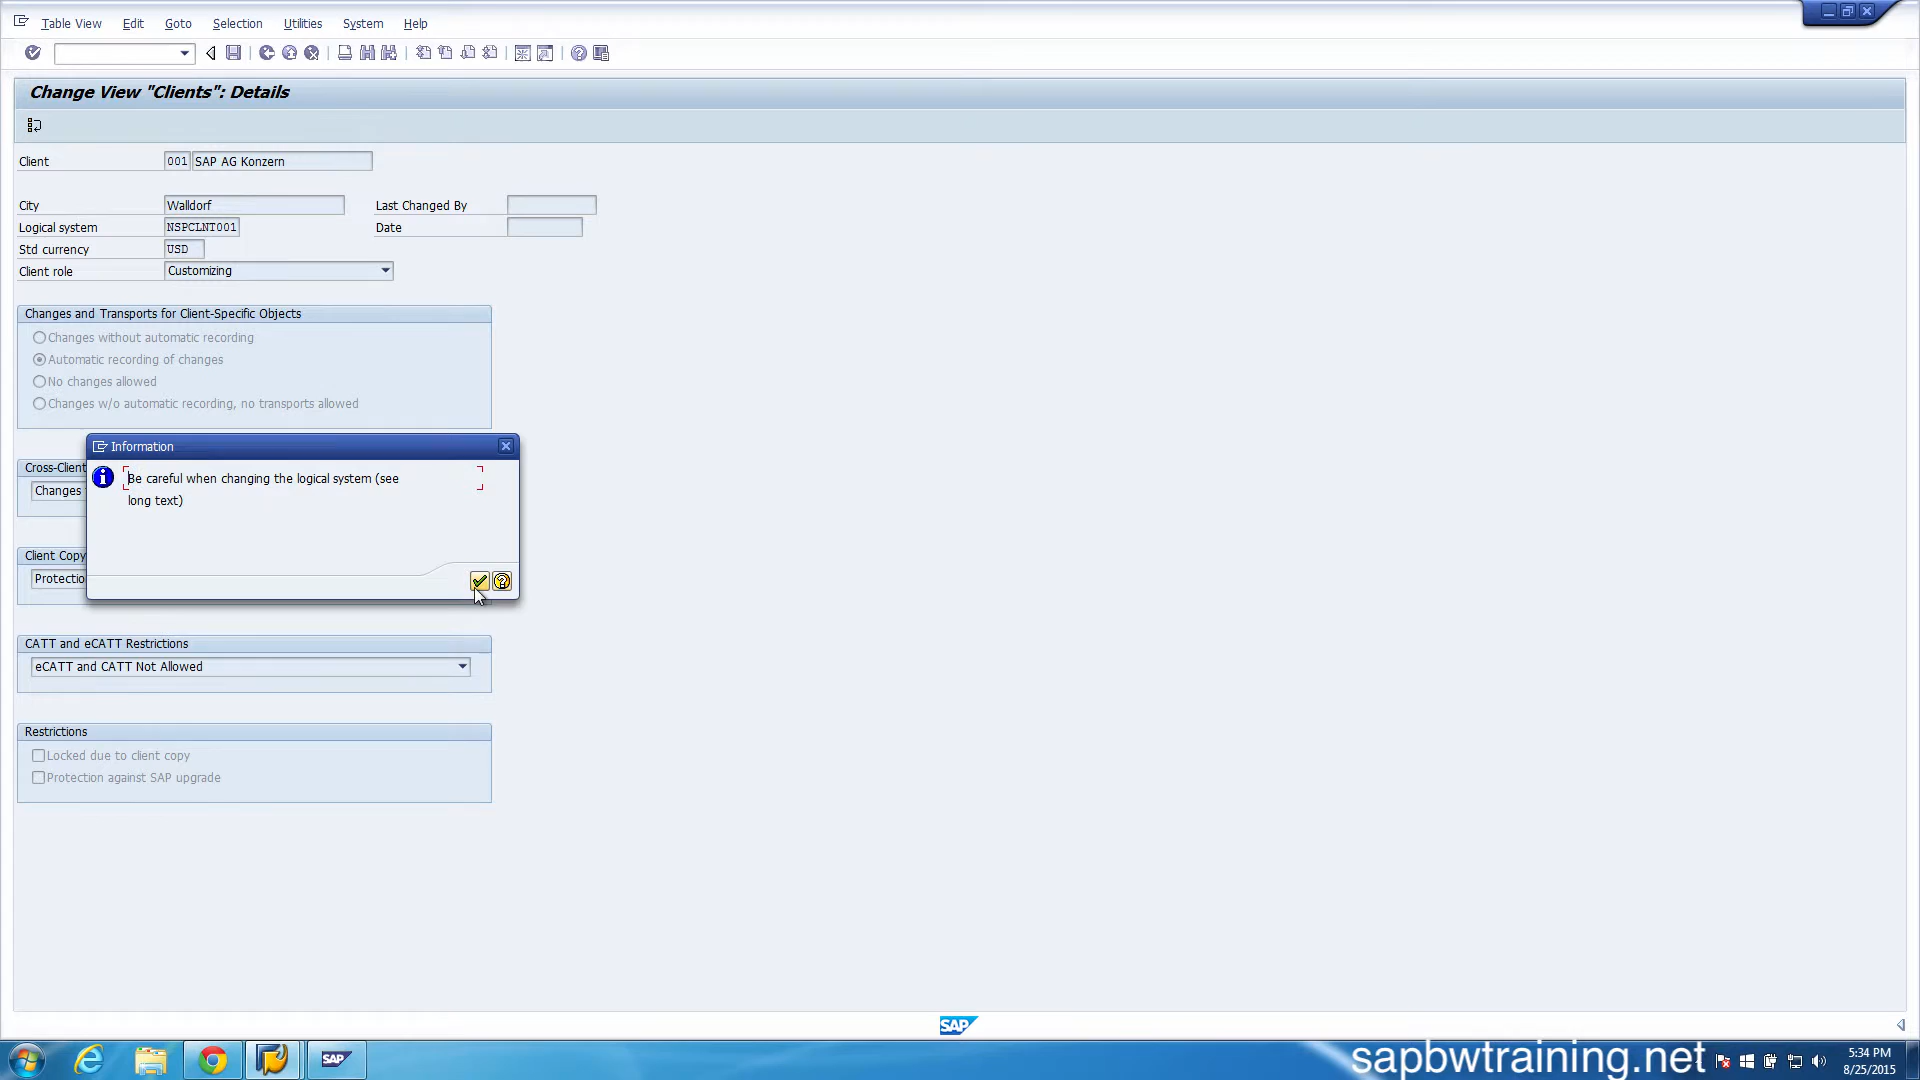 Table View Edit Goto Selection Utilities System Help
Change View "Clients": Details
Client 001 SAP AG Konzern
City Walldorf Last Changed By
Logical system NSPCLNT001 Date
Std currency USD
Client role Customizing
Changes and Transports for Client-Specific Objects
Changes without automatic recording
Automatic recording of changes
No changes allowed
Changes w/o automatic recording, no transports allowed
Information
Cross-Client
Be careful when changing the logical system (see
Changes
long text)
Client Copy
Protectio
CATT and eCATT Restrictions
eCATT and CATT Not Allowed
Restrictions
Locked due to client copy
Protection against SAP upgrade
SAP
SAP
sapbwtraining.net
5:34 PM
8/25/2015